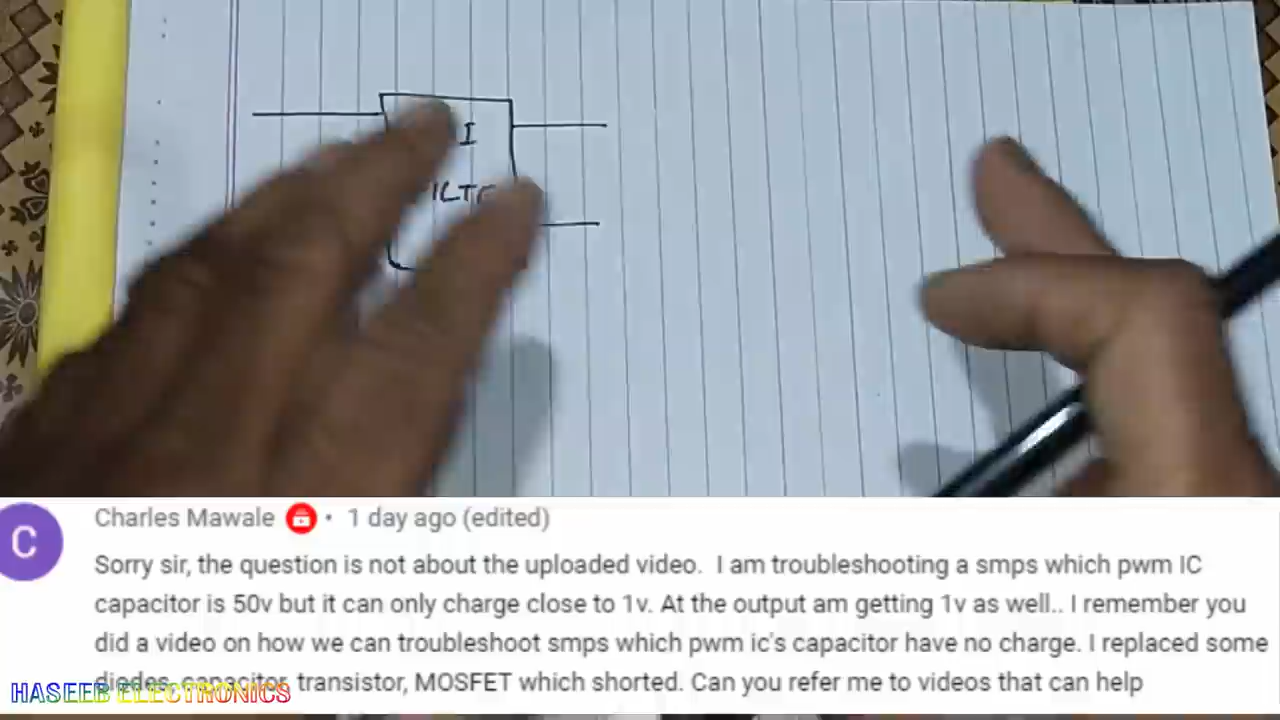 I
ILTE
Charles Mawale • 1 day ago (edited)
C
Sorry sir, the question is not about the uploaded video. I am troubleshooting a smps which pwm IC
capacitor is 50v but it can only charge close to 1v. At the output am getting 1v as well.. I remember you
did a video on how we can troubleshoot smps which pwm ic's capacitor have no charge. I replaced some
diodes, capacitor, transistor, MOSFET which shorted. Can you refer me to videos that can help
HASEEB ELECTRONICS